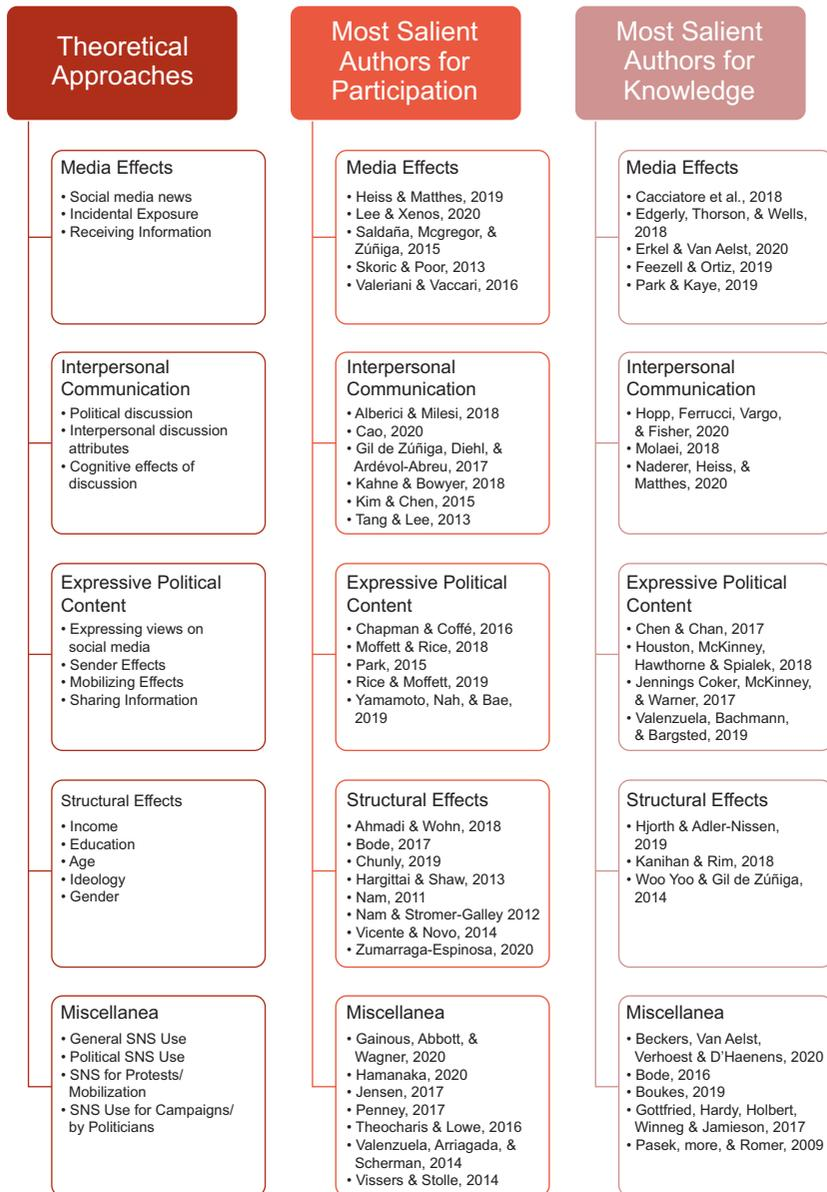 Theoretical
Approaches
Media Effects
• Social media news
• Incidental Exposure
• Receiving Information
Interpersonal
Communication
• Political discussion
• Interpersonal discussion
attributes
• Cognitive effects of
discussion
Expressive Political
Content
• Expressing views on
social media
• Sender Effects
• Mobilizing Effects
• Sharing Information
Structural Effects
• Income
• Education
• Age
• Ideology
• Gender
Miscellanea
• General SNS Use
• Political SNS Use
• SNS for Protests/
Mobilization
• SNS Use for Campaigns/
by Politicians
Most Salient
Authors for
Participation
Media Effects
• Heiss & Matthes, 2019
• Lee & Xenos, 2020
• Saldaña, Mcgregor, &
Zúñiga, 2015
• Skoric & Poor, 2013
• Valeriani & Vaccari, 2016
Interpersonal
Communication
• Alberici & Milesi, 2018
• Cao, 2020
• Gil de Zúñiga, Diehl, &
Ardévol-Abreu, 2017
• Kahne & Bowyer, 2018
• Kim & Chen, 2015
• Tang & Lee, 2013
Expressive Political
Content
• Chapman & Coffé, 2016
• Moffett & Rice, 2018
• Park, 2015
• Rice & Moffett, 2019
• Yamamoto, Nah, & Bae,
2019
Structural Effects
• Ahmadi & Wohn, 2018
• Bode, 2017
• Chunly, 2019
• Hargittai & Shaw, 2013
• Nam, 2011
• Nam & Stromer-Galley 2012
• Vicente & Novo, 2014
• Zumarraga-Espinosa, 2020
Miscellanea
• Gainous, Abbott, &
Wagner, 2020
• Hamanaka, 2020
• Jensen, 2017
• Penney, 2017
• Theocharis & Lowe, 2016
• Valenzuela, Arriagada, &
Scherman, 2014
• Vissers & Stolle, 2014
Most Salient
Authors for
Knowledge
Media Effects
• Cacciatore et al., 2018
• Edgerly, Thorson, & Wells,
2018
• Erkel & Van Aelst, 2020
• Feezell & Ortiz, 2019
• Park & Kaye, 2019
Interpersonal
Communication
• Hopp, Ferrucci, Vargo,
& Fisher, 2020
• Molaei, 2018
• Naderer, Heiss, &
Matthes, 2020
Expressive Political
Content
• Chen & Chan, 2017
• Houston, McKinney,
Hawthorne & Spialek, 2018
• Jennings Coker, McKinney,
& Warner, 2017
• Valenzuela, Bachmann,
& Bargsted, 2019
Structural Effects
• Hjorth & Adler-Nissen,
2019
• Kanihan & Rim, 2018
• Woo Yoo & Gil de Zúñiga,
2014
Miscellanea
• Beckers, Van Aelst,
Verhoest & D’Haenens, 2020
• Bode, 2016
• Boukes, 2019
• Gottfried, Hardy, Holbert,
Winneg & Jamieson, 2017
• Pasek, more, & Romer, 2009